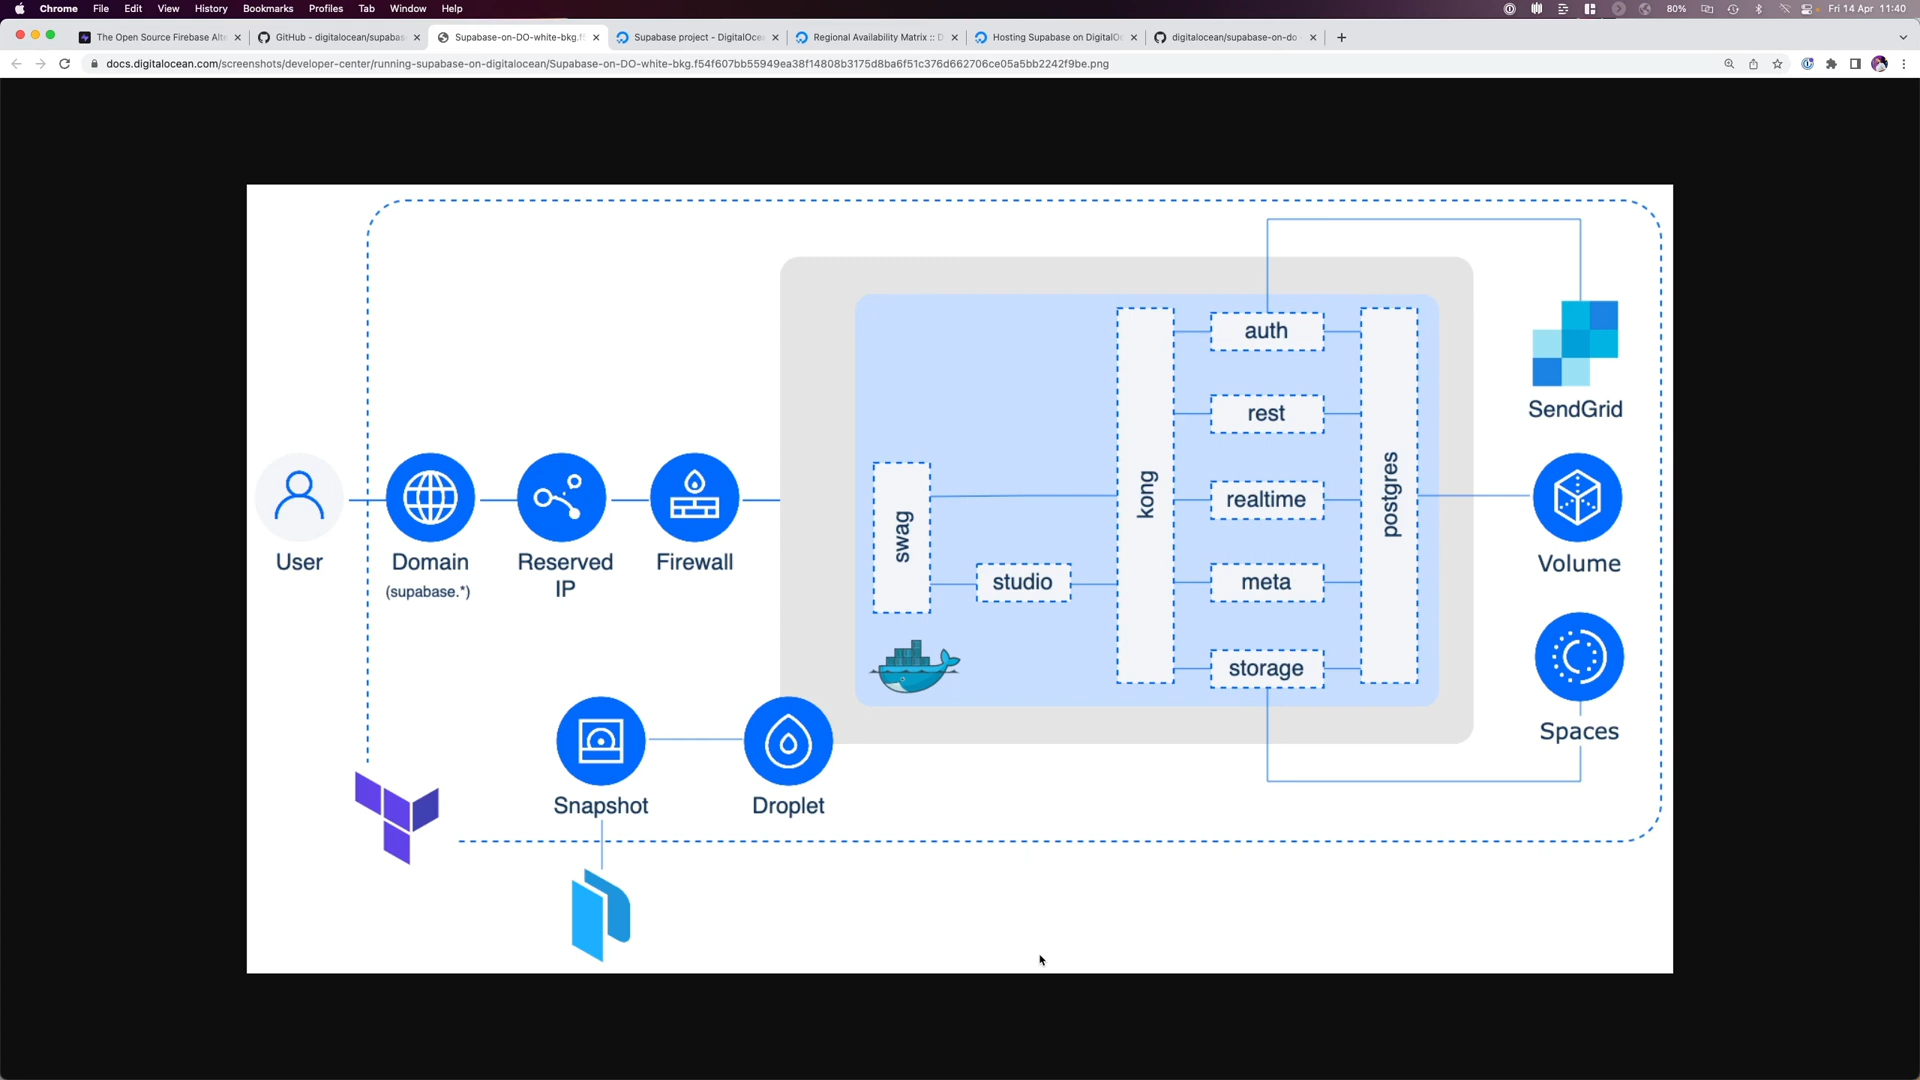 Chrome File Edit View History Bookmarks Profiles Tab Window Help 80% Fri 14 Apr 11:40
The Open Source Firebase Alte GitHub - digitalocean/supabas Supabase-on-DO-white-bkg.f5 Supabase project - DigitalOce Regional Availability Matrix :: D Hosting Supabase on DigitalO digitalocean/supabase-on-do
docs.digitalocean.com/screenshots/developer-center/running-supabase-on-digitalocean/Supabase-on-DO-white-bkg.f54f607bb55949ea38f14808b3175d8ba6f51c376d662706ce05a5bb2242f9be.png
auth
SendGrid
rest
kong
postgres
realtime
swag
User
Domain
(supabase.*)
Reserved
IP
Firewall
Volume
studio
meta
storage
Spaces
Snapshot
Droplet